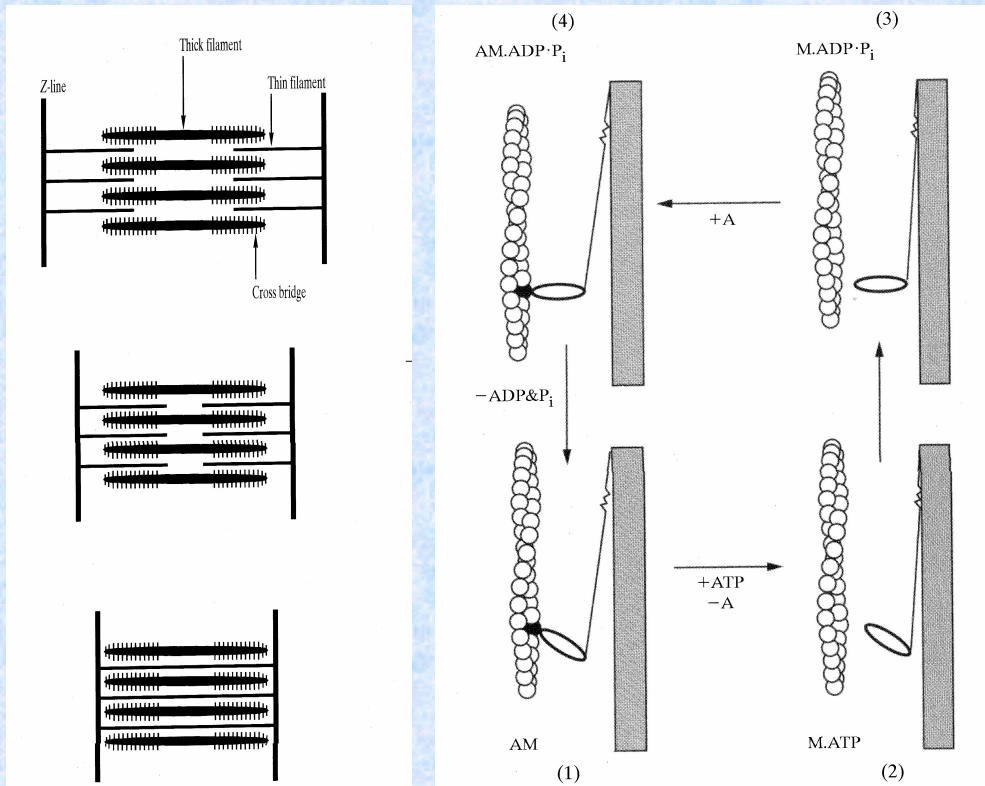 Thick filament
Z-line
Thin filament
Cross bridge
(4)
(3)
AM.ADP·Pi
M.ADP·Pi
+A
−ADP&Pi
+ATP
−A
AM
M.ATP
(1)
(2)